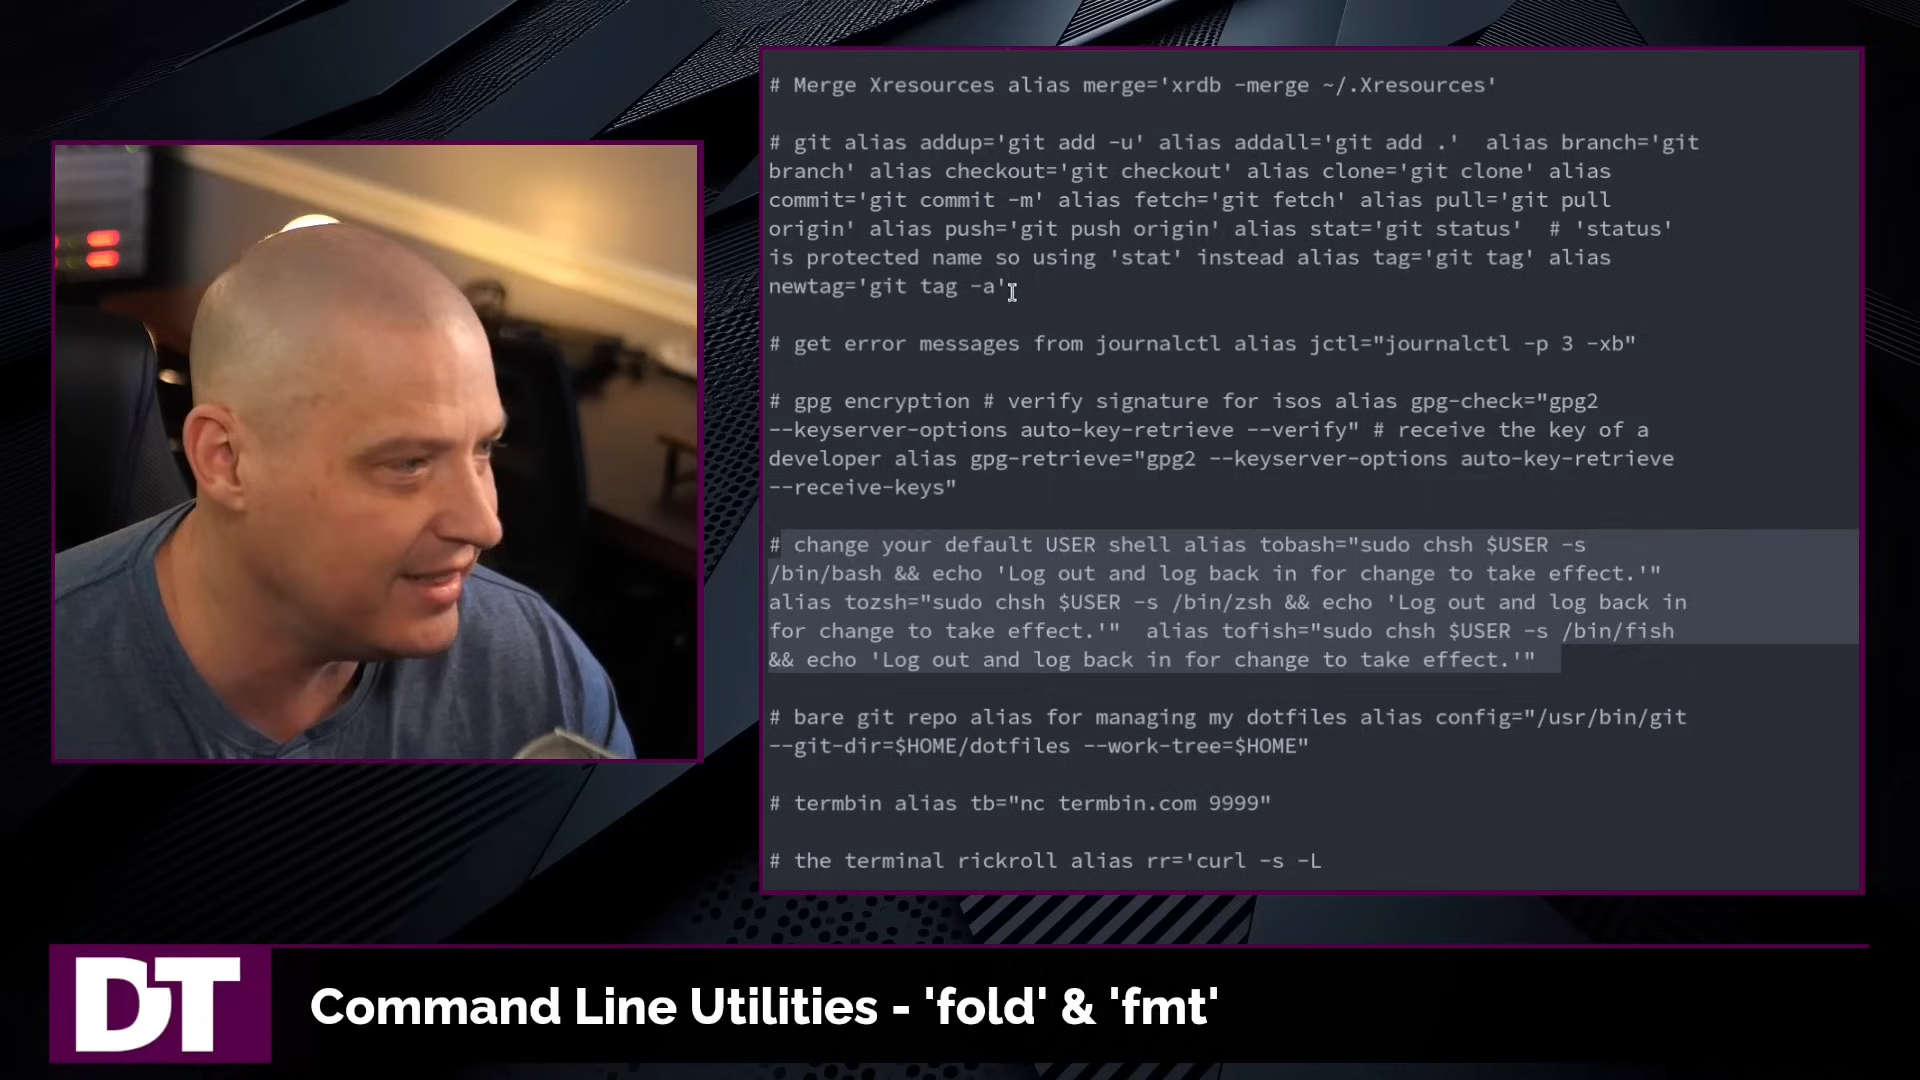 # Merge Xresources alias merge='xrdb -merge ~/.Xresources'
# git alias addup='git add -u' alias addall='git add .'  alias branch='git
branch' alias checkout='git checkout' alias clone='git clone' alias
commit='git commit -m' alias fetch='git fetch' alias pull='git pull
origin' alias push='git push origin' alias stat='git status'  # 'status'
is protected name so using 'stat' instead alias tag='git tag' alias
newtag='git tag -a'
# get error messages from journalctl alias jctl="journalctl -p 3 -xb"
# gpg encryption # verify signature for isos alias gpg-check="gpg2
--keyserver-options auto-key-retrieve --verify" # receive the key of a
developer alias gpg-retrieve="gpg2 --keyserver-options auto-key-retrieve
--receive-keys"
# change your default USER shell alias tobash="sudo chsh $USER -s
/bin/bash && echo 'Log out and log back in for change to take effect.'"
alias tozsh="sudo chsh $USER -s /bin/zsh && echo 'Log out and log back in
for change to take effect.'"  alias tofish="sudo chsh $USER -s /bin/fish
&& echo 'Log out and log back in for change to take effect.'"
# bare git repo alias for managing my dotfiles alias config="/usr/bin/git
--git-dir=$HOME/dotfiles --work-tree=$HOME"
# termbin alias tb="nc termbin.com 9999"
# the terminal rickroll alias rr='curl -s -L
DT
Command Line Utilities - 'fold' & 'fmt'